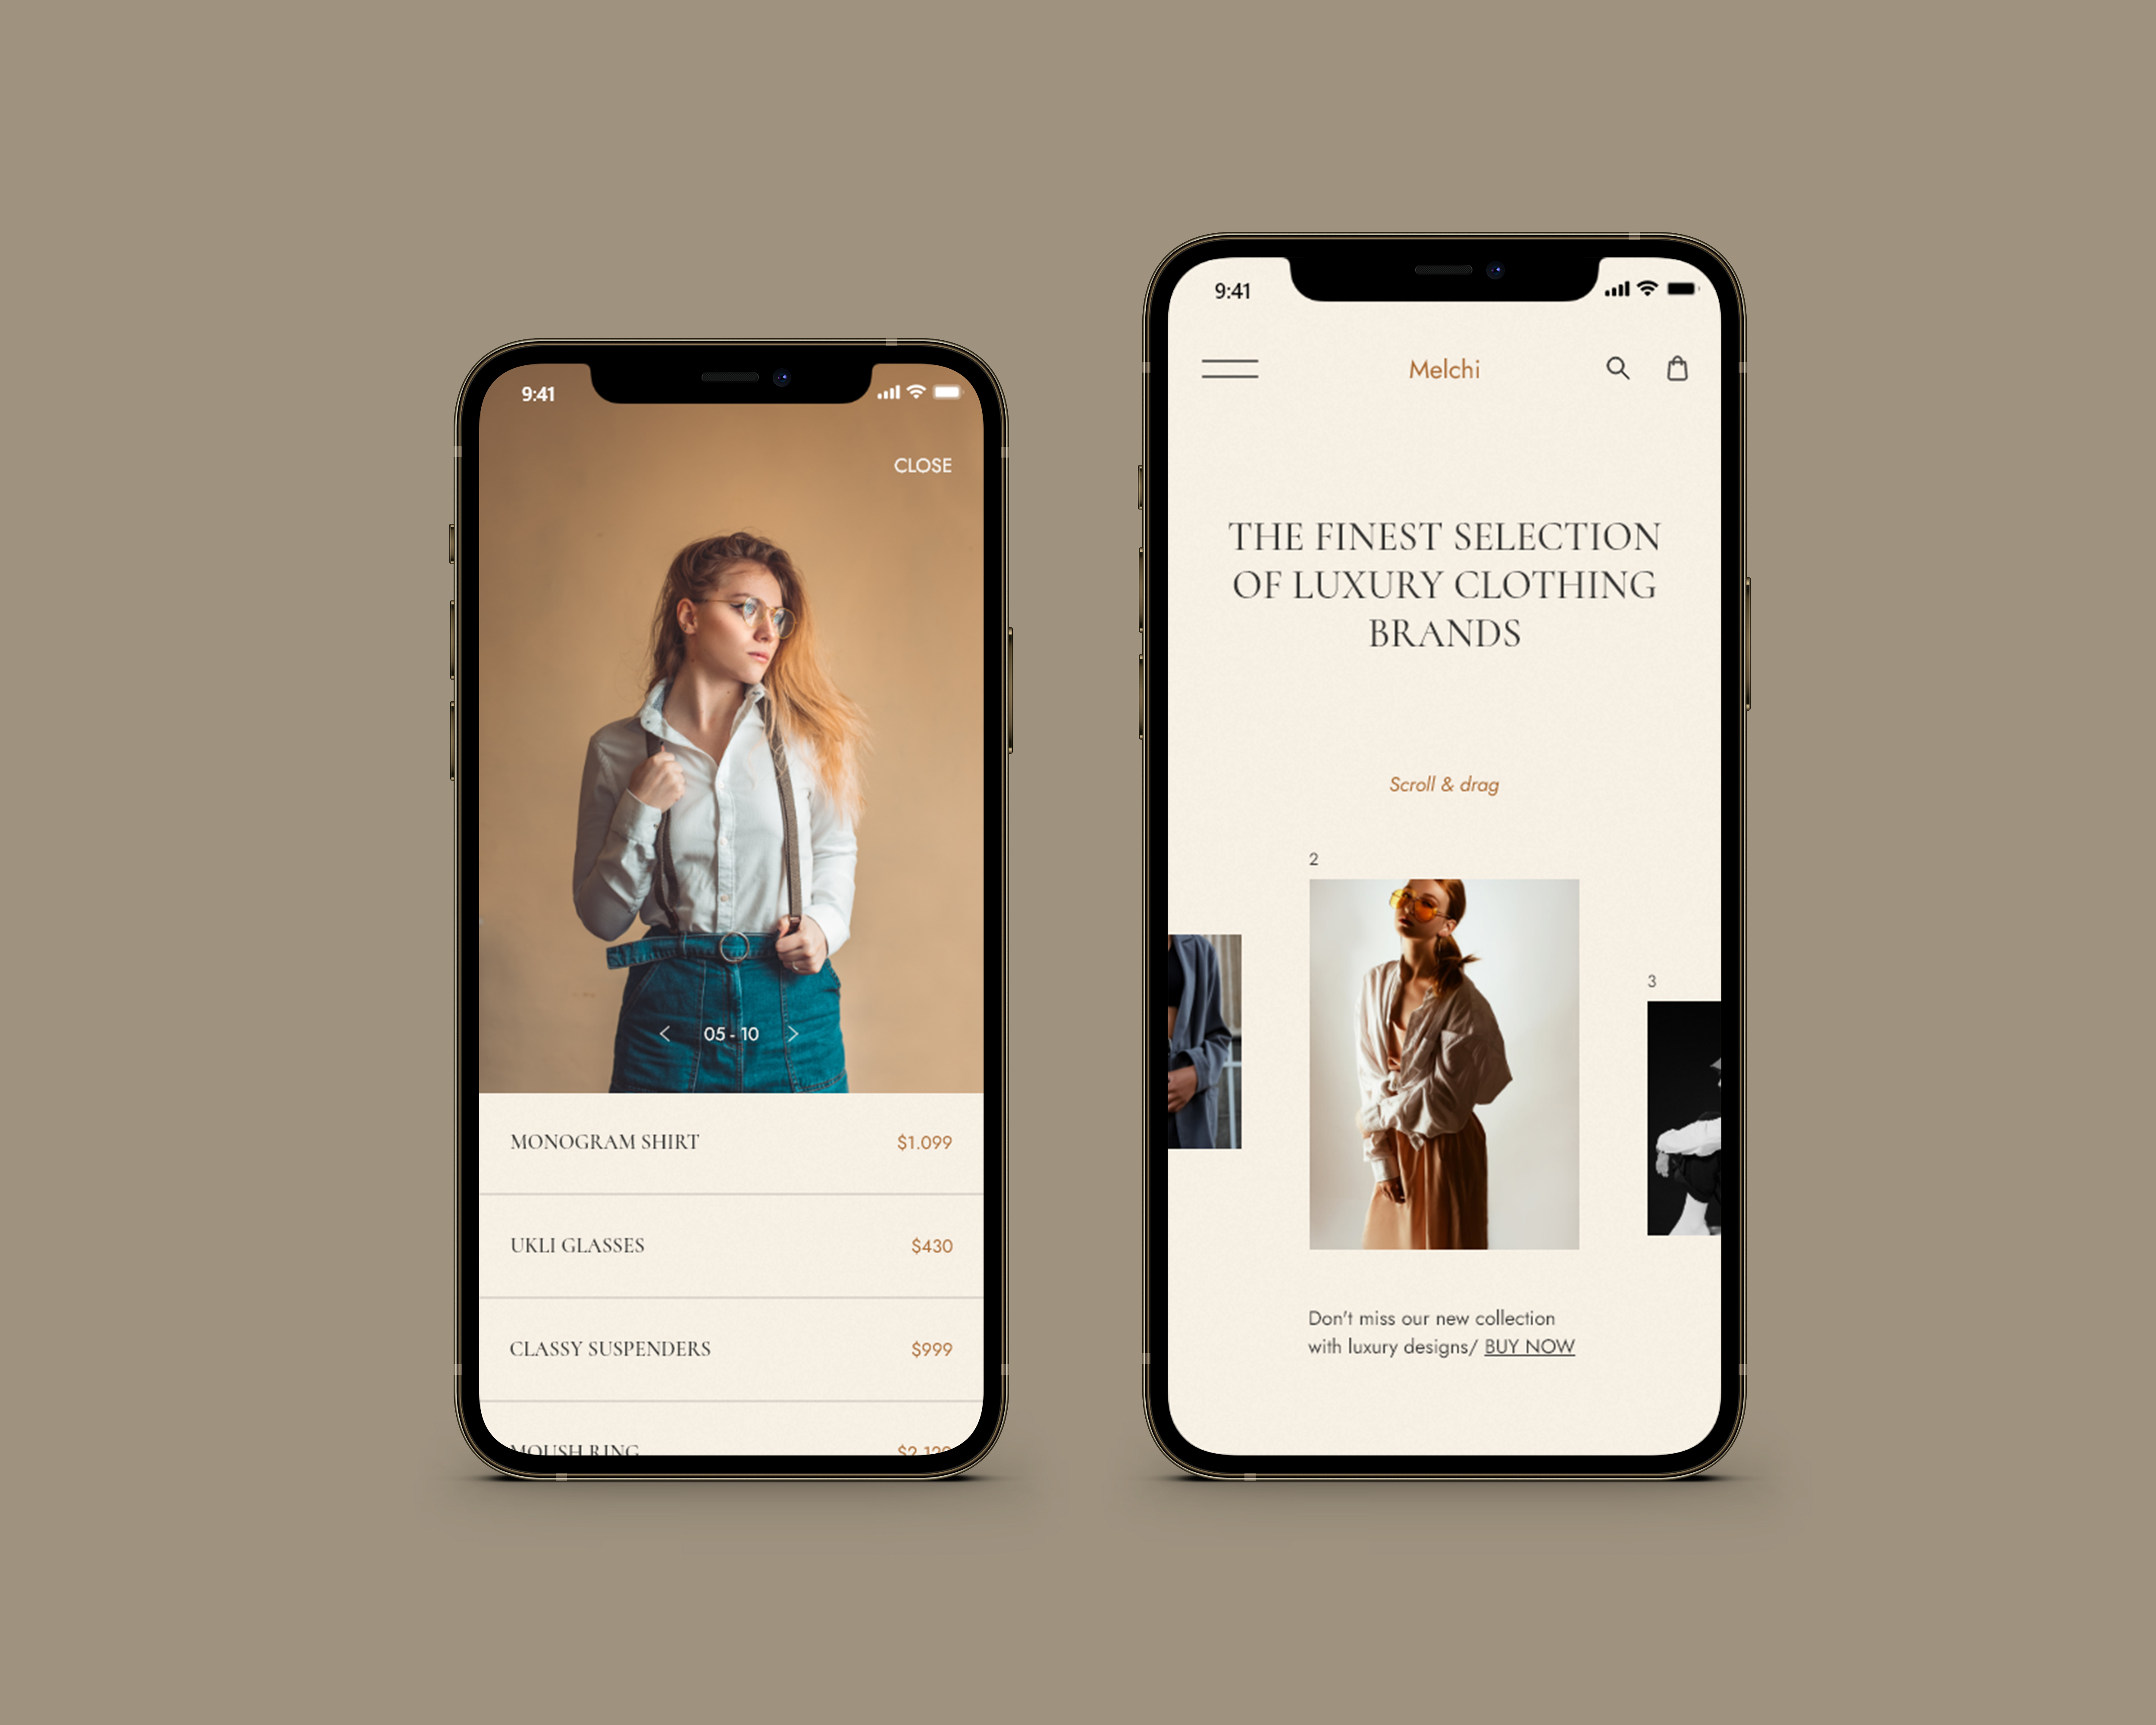 9:41
CLOSE
05 - 10
MONOGRAM SHIRT $1.099
UKLI GLASSES $430
CLASSY SUSPENDERS $999
MOUSH RING $2.120
9:41
Melchi
THE FINEST SELECTION
OF LUXURY CLOTHING
BRANDS
Scroll & drag
2
3
Don't miss our new collection
with luxury designs/ BUY NOW